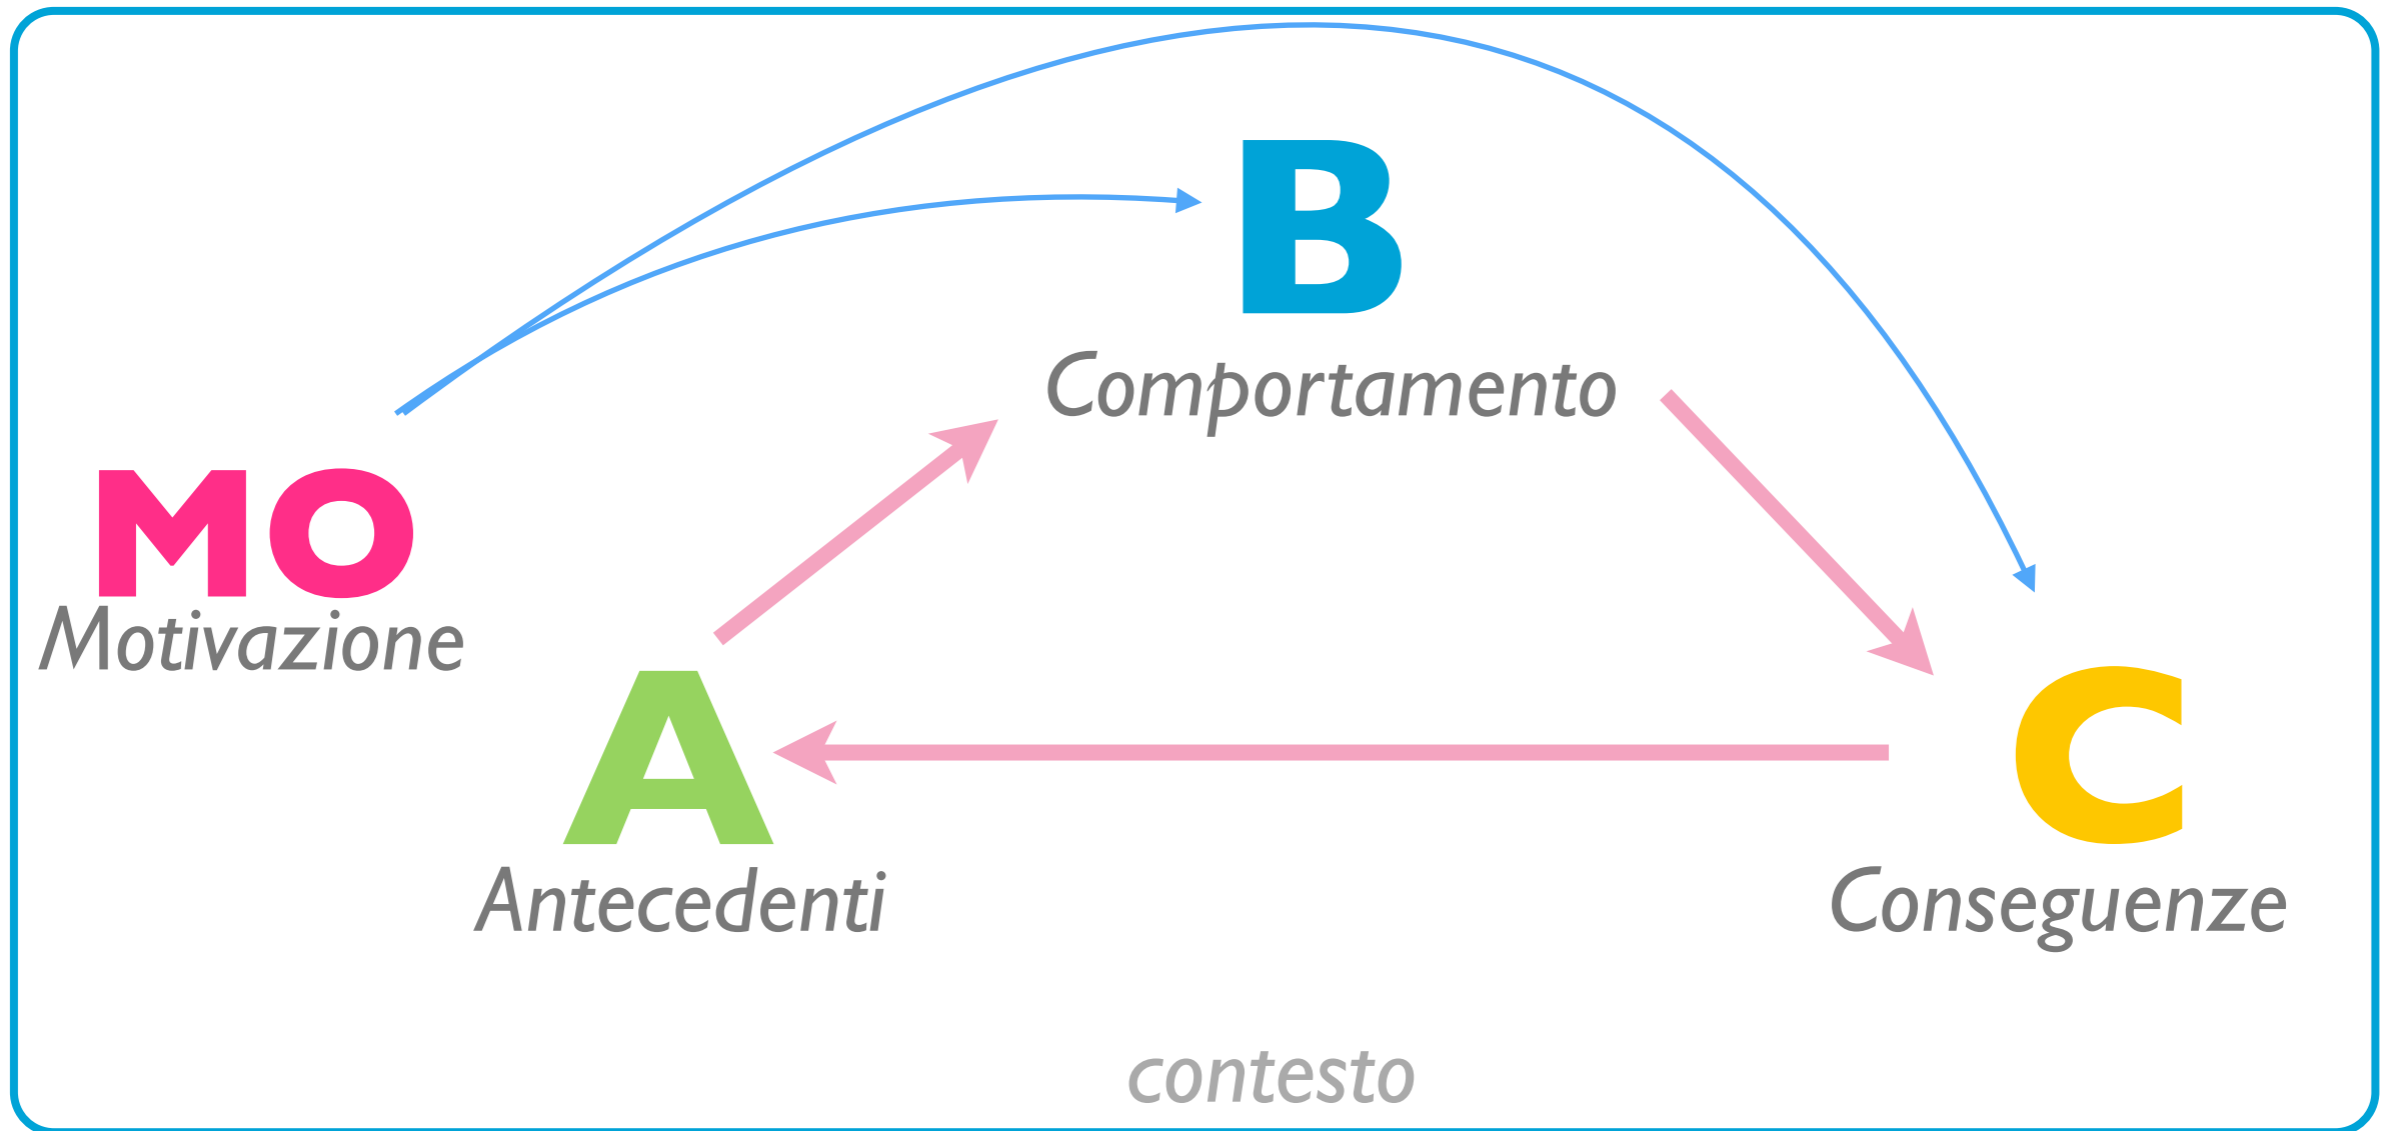 B
Comportamento
MO
Motivazione
A
Antecedenti
C
Conseguenze
contesto